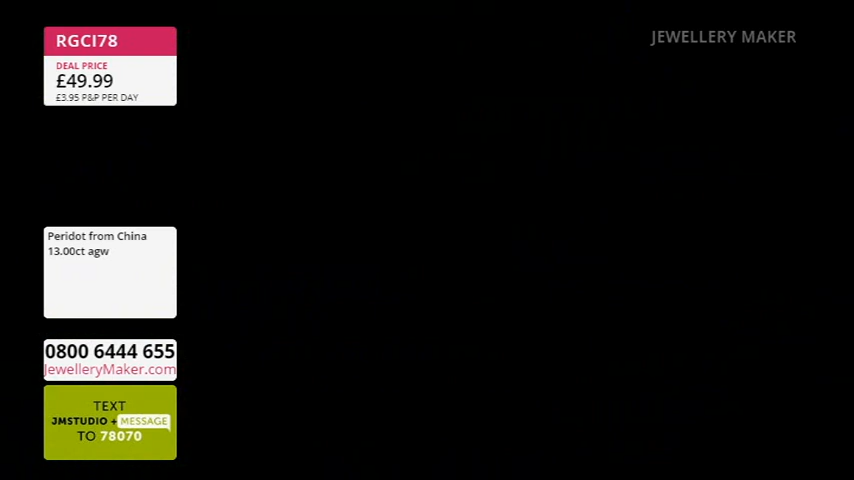 RGCI78
JEWELLERY MAKER
DEAL PRICE
£49.99
£3.95 P&P PER DAY
Peridot from China
13.00ct agw
0800 6444 655
JewelleryMaker.com
TEXT
JMSTUDIO + MESSAGE
TO 78070